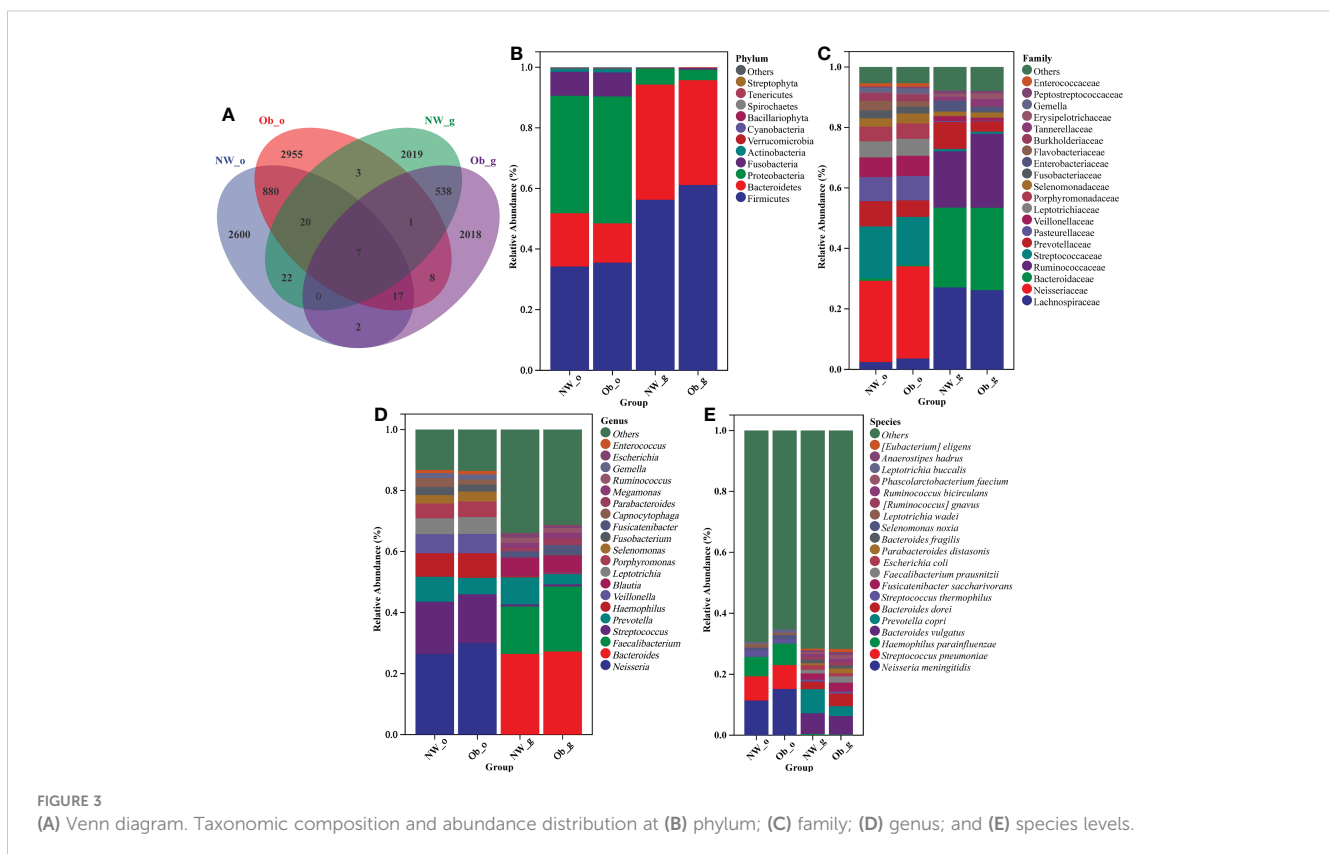 A
NW_o
Ob_o
NW_g
Ob_g
2955
2019
880
3
538
2600
20
1
2018
7
22
8
0
17
2
B
Relative Abundance (%)
1.0
0.8
0.6
0.4
0.2
0.0
NW_o
Ob_o
NW_g
Ob_g
Group
Phylum
Others
Streptophyta
Tenericutes
Spirochaetes
Bacillariophyta
Cyanobacteria
Verrucomicrobia
Actinobacteria
Fusobacteria
Proteobacteria
Bacteroidetes
Firmicutes
C
Relative Abundance (%)
1.0
0.8
0.6
0.4
0.2
0.0
NW_o
Ob_o
NW_g
Ob_g
Group
Family
Others
Enterococcaceae
Peptostreptococcaceae
Gemella
Erysipelotrichaceae
Tannerellaceae
Burkholderiaceae
Flavobacteriaceae
Enterobacteriaceae
Fusobacteriaceae
Selenomonadaceae
Porphyromonadaceae
Leptotrichiaceae
Veillonellaceae
Pasteurellaceae
Prevotellaceae
Streptococcaceae
Ruminococcaceae
Bacteroidaceae
Neisseriaceae
Lachnospiraceae
D
Relative Abundance (%)
1.0
0.8
0.6
0.4
0.2
0.0
NW_o
Ob_o
NW_g
Ob_g
Group
Genus
Others
Enterococcus
Escherichia
Gemella
Ruminococcus
Megamonas
Parabacteroides
Capnocytophaga
Fusicatenibacter
Fusobacterium
Selenomonas
Porphyromonas
Leptotrichia
Blautia
Veillonella
Haemophilus
Prevotella
Streptococcus
Faecalibacterium
Bacteroides
Neisseria
E
Relative Abundance (%)
1.0
0.8
0.6
0.4
0.2
0.0
NW_o
Ob_o
NW_g
Ob_g
Group
Species
Others
[Eubacterium] eligens
Anaerostipes hadrus
Leptotrichia buccalis
Phascolarctobacterium faecium
Ruminococcus bicirculans
[Ruminococcus] gnavus
Leptotrichia wadei
Selenomonas noxia
Bacteroides fragilis
Parabacteroides distasonis
Escherichia coli
Faecalibacterium prausnitzii
Fusicatenibacter saccharivorans
Streptococcus thermophilus
Bacteroides dorei
Prevotella copri
Bacteroides vulgatus
Haemophilus parainfluenzae
Streptococcus pneumoniae
Neisseria meningitidis
FIGURE 3
(A) Venn diagram. Taxonomic composition and abundance distribution at (B) phylum; (C) family; (D) genus; and (E) species levels.